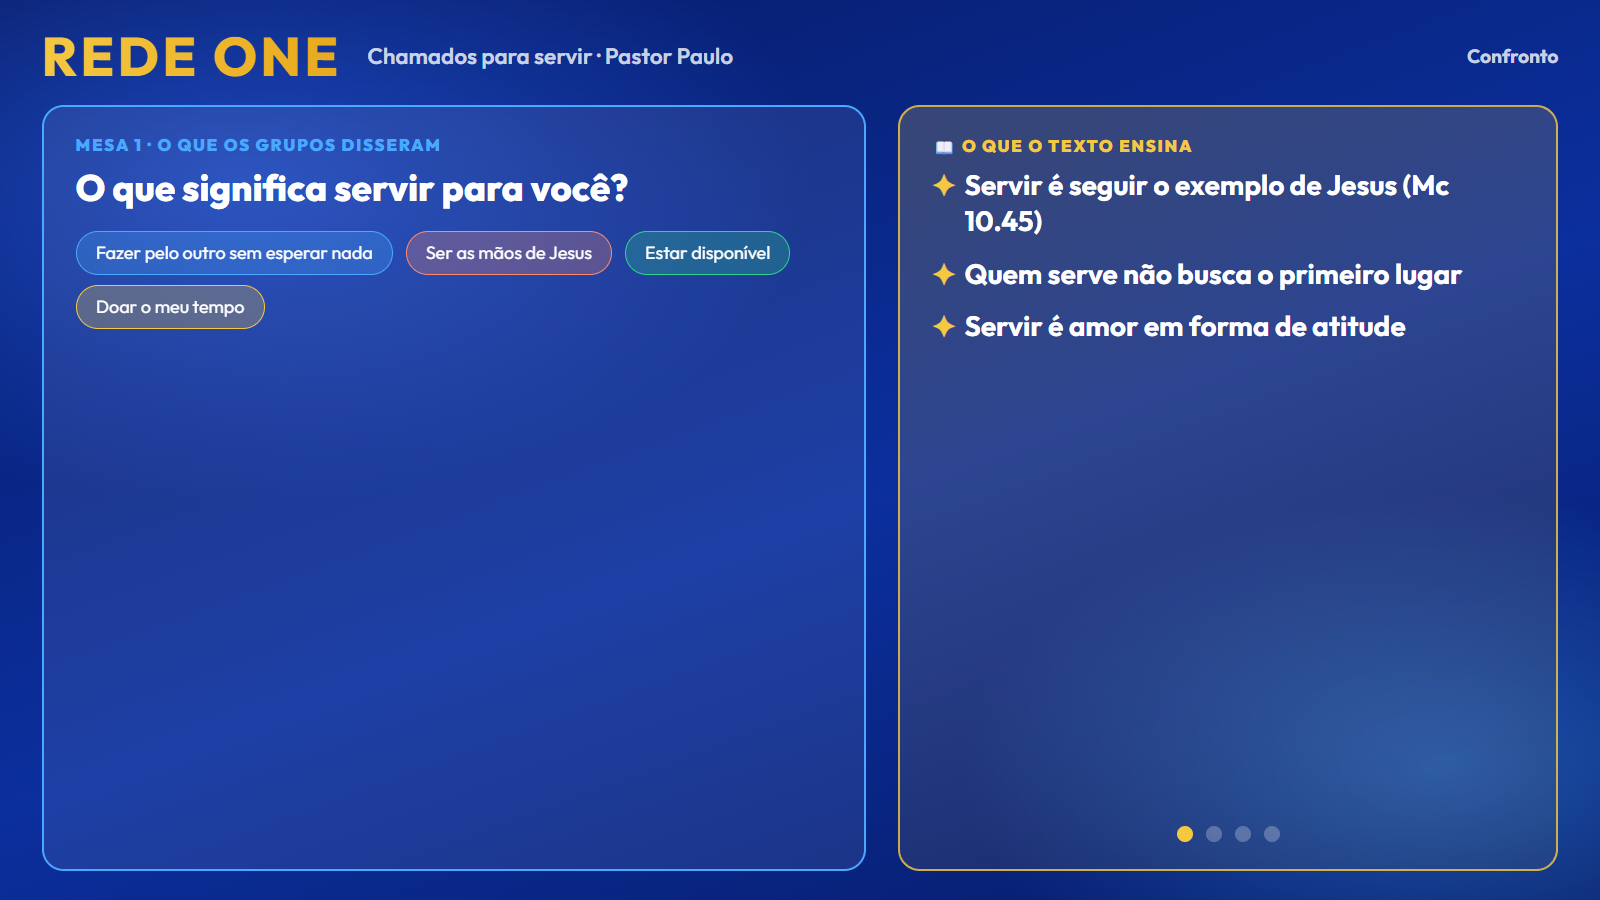 REDE ONE
Chamados para servir · Pastor Paulo
Confronto
MESA 1 · O QUE OS GRUPOS DISSERAM
O que significa servir para você?
Fazer pelo outro sem esperar nada
Ser as mãos de Jesus
Estar disponível
Doar o meu tempo
O QUE O TEXTO ENSINA
Servir é seguir o exemplo de Jesus (Mc
10.45)
Quem serve não busca o primeiro lugar
Servir é amor em forma de atitude